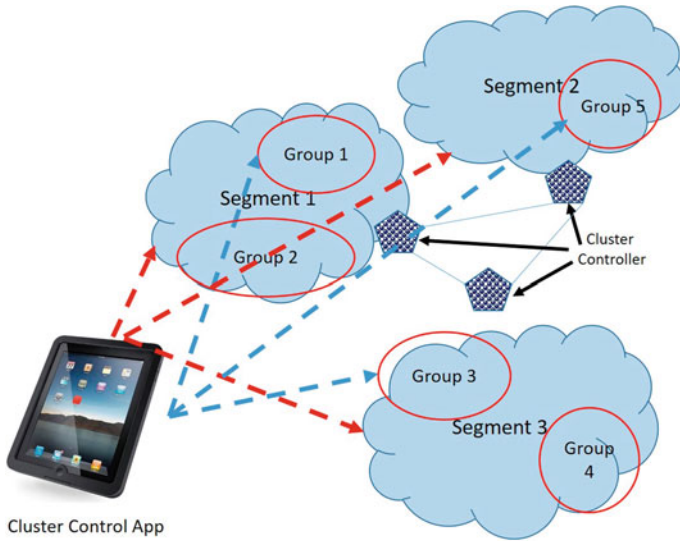 Segment 2
Group 5
Group 1
Segment 1
Group 2
Cluster
Controller
Group 3
Segment 3
Group
4
Cluster Control App